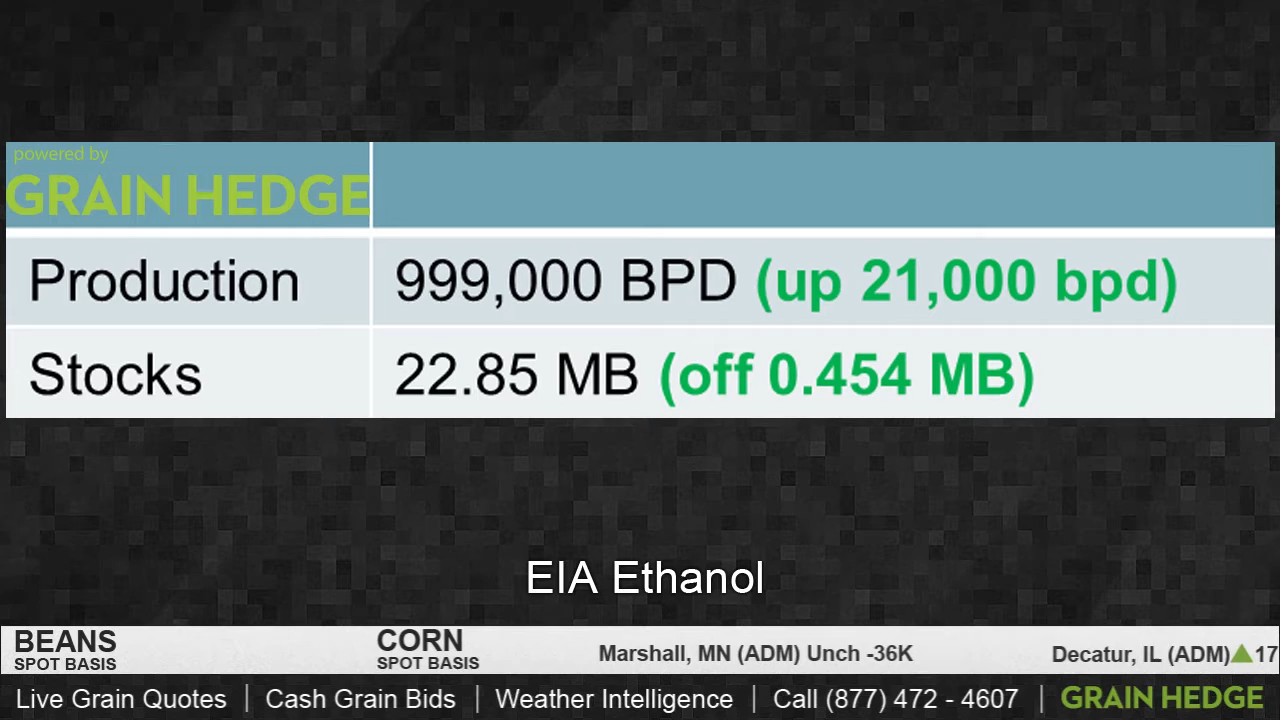 powered by
GRAIN HEDGE
Production 999,000 BPD (up 21,000 bpd)
Stocks 22.85 MB (off 0.454 MB)
EIA Ethanol
BEANS
SPOT BASIS
CORN
SPOT BASIS
Marshall, MN (ADM) Unch -36K
Decatur, IL (ADM)▲17
Live Grain Quotes | Cash Grain Bids | Weather Intelligence | Call (877) 472 - 4607 | GRAIN HEDGE